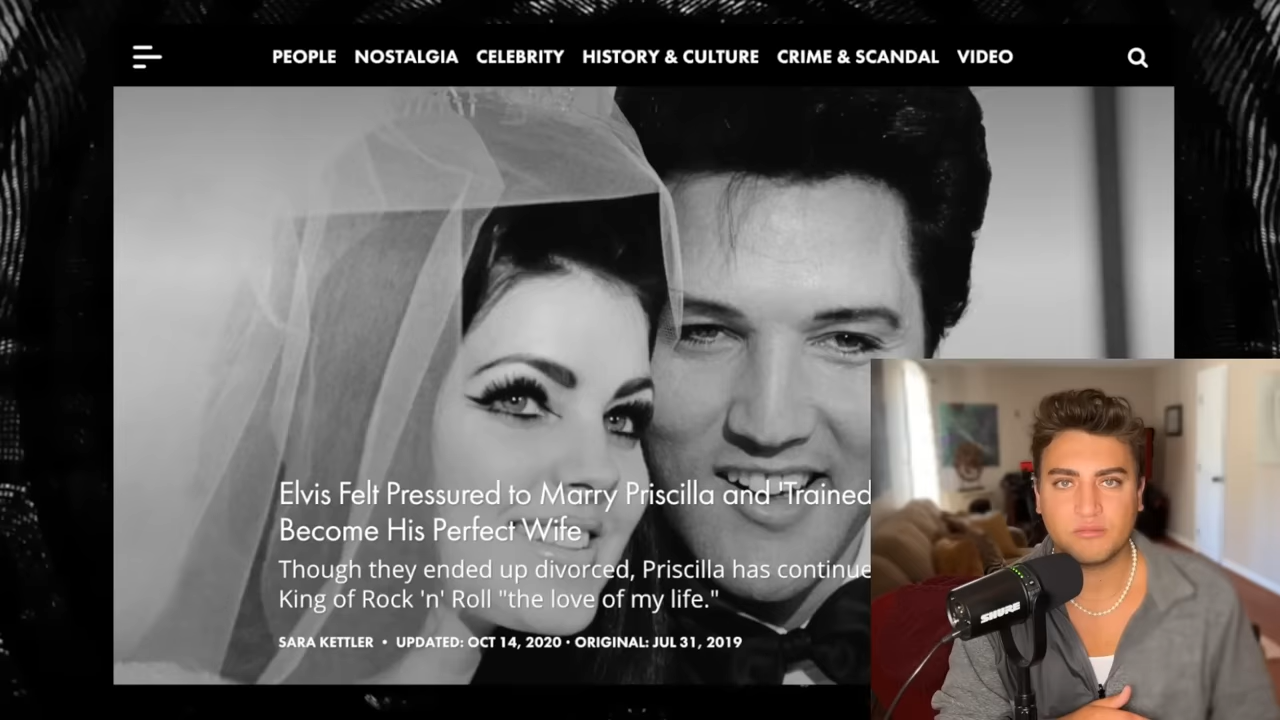 PEOPLE NOSTALGIA CELEBRITY HISTORY & CULTURE CRIME & SCANDAL VIDEO
Elvis Felt Pressured to Marry Priscilla and 'Trained
Become His Perfect Wife
Though they ended up divorced, Priscilla has continue
King of Rock 'n' Roll "the love of my life."
SARA KETTLER • UPDATED: OCT 14, 2020 · ORIGINAL: JUL 31, 2019
SHURE